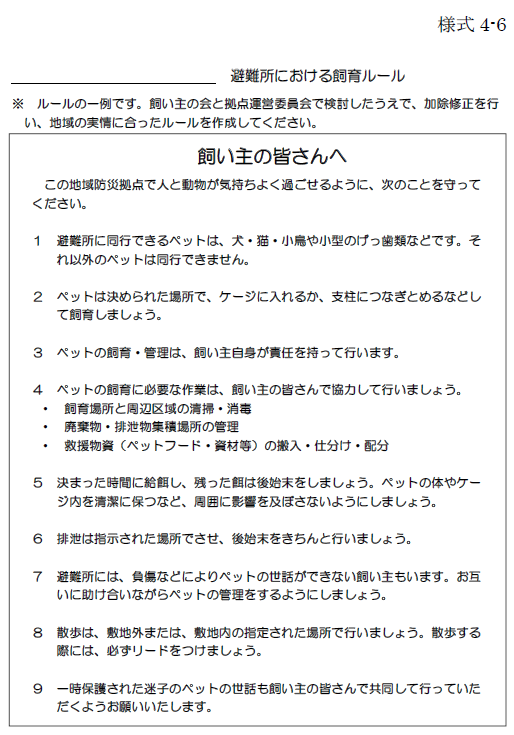 様式 4-6
＿＿＿＿＿＿＿＿＿＿＿＿ 避難所における飼育ルール
※　ルールの一例です。飼い主の会と拠点運営委員会で検討したうえで、加除修正を行
い、地域の実情に合ったルールを作成してください。
飼い主の皆さんへ
この地域防災拠点で人と動物が気持ちよく過ごせるように、次のことを守って
ください。
１　避難所に同行できるペットは、犬・猫・小鳥や小型のげっ歯類などです。そ
れ以外のペットは同行できません。
２　ペットは決められた場所で、ケージに入れるか、支柱につなぎとめるなどし
て飼育しましょう。
３　ペットの飼育・管理は、飼い主自身が責任を持って行います。
４　ペットの飼育に必要な作業は、飼い主の皆さんで協力して行いましょう。
・　飼育場所と周辺区域の清掃・消毒
・　廃棄物・排泄物集積場所の管理
・　救援物資（ペットフード・資材等）の搬入・仕分け・配分
５　決まった時間に給餌し、残った餌は後始末をしましょう。ペットの体やケー
ジ内を清潔に保つなど、周囲に影響を及ぼさないようにしましょう。
６　排泄は指示された場所でさせ、後始末をきちんと行いましょう。
７　避難所には、負傷などによりペットの世話ができない飼い主もいます。お互
いに助け合いながらペットの管理をするようにしましょう。
８　散歩は、敷地外または、敷地内の指定された場所で行いましょう。散歩する
際には、必ずリードをつけましょう。
９　一時保護された迷子のペットの世話も飼い主の皆さんで共同して行っていた
だくようお願いいたします。